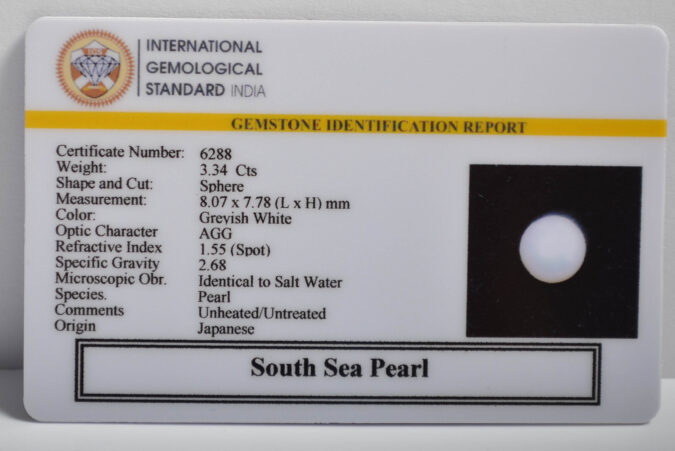 INTERNATIONAL
GEMOLOGICAL
STANDARD INDIA
GEMSTONE IDENTIFICATION REPORT
Certificate Number: 6288
Weight: 3.34 Cts
Shape and Cut: Sphere
Measurement: 8.07 x 7.78 (L x H) mm
Color: Greyish White
Optic Character AGG
Refractive Index 1.55 (Spot)
Specific Gravity 2.68
Microscopic Obr. Identical to Salt Water
Species. Pearl
Comments Unheated/Untreated
Origin Japanese
South Sea Pearl